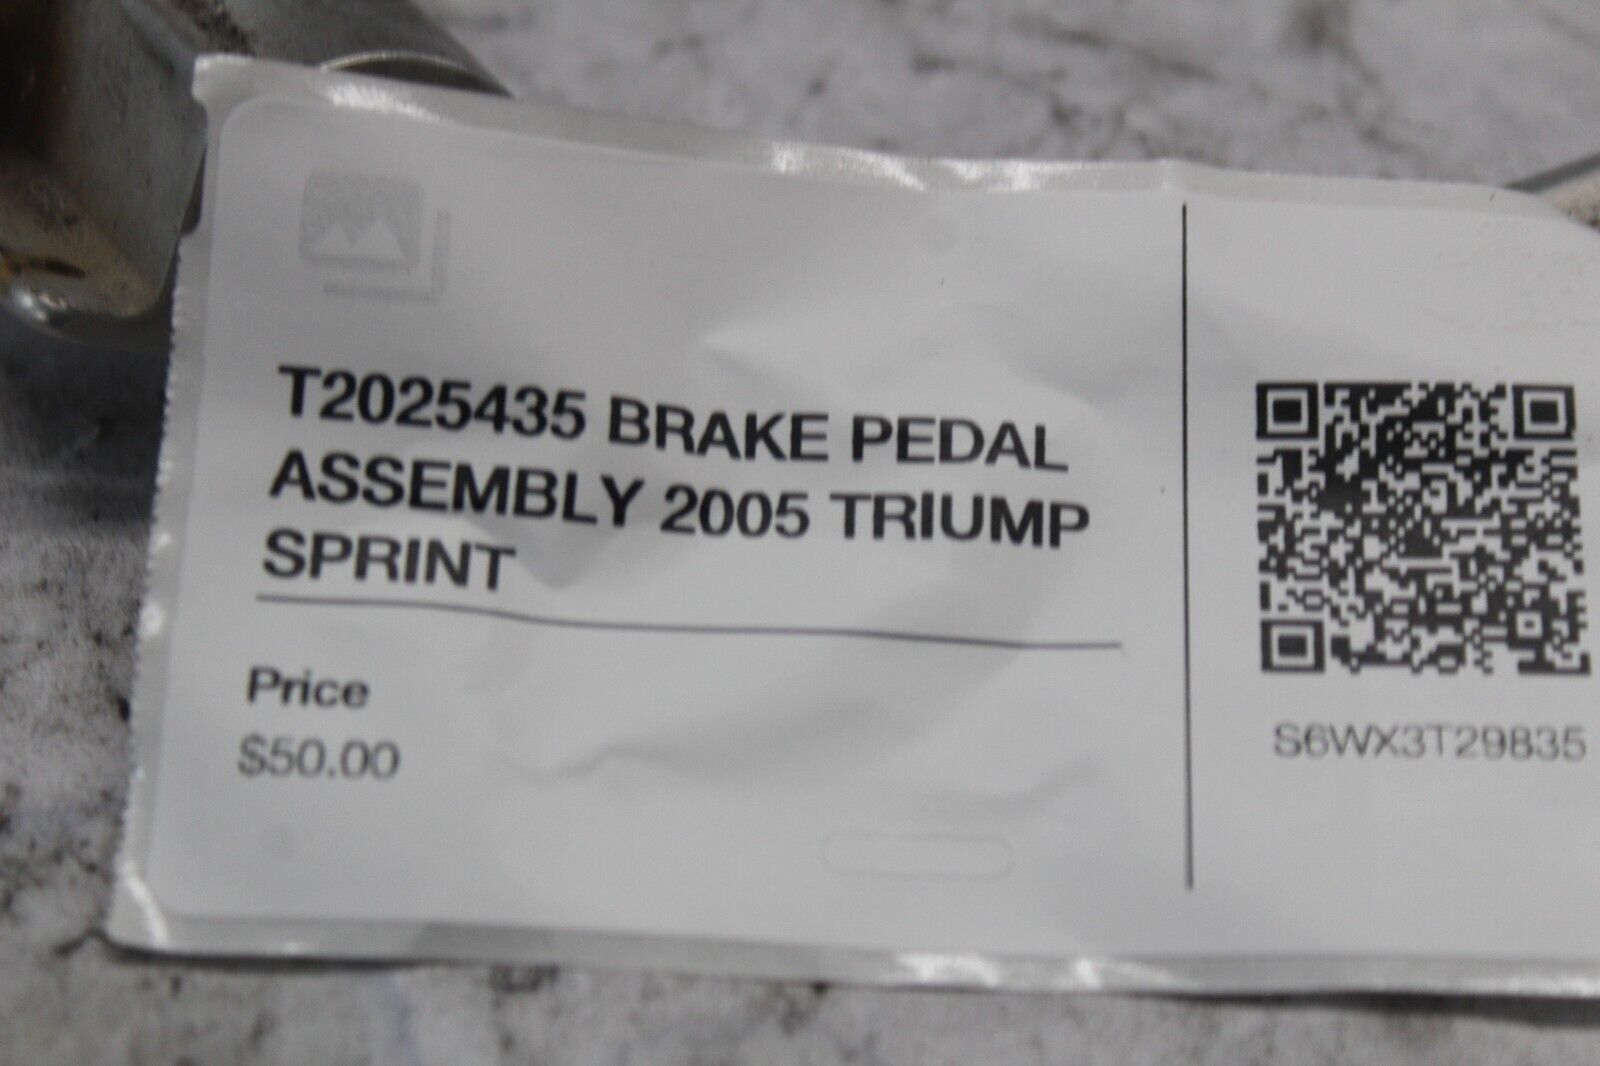 T2025435 BRAKE PEDAL
ASSEMBLY 2005 TRIUMP
SPRINT
Price
$50.00
S6WX3T29835